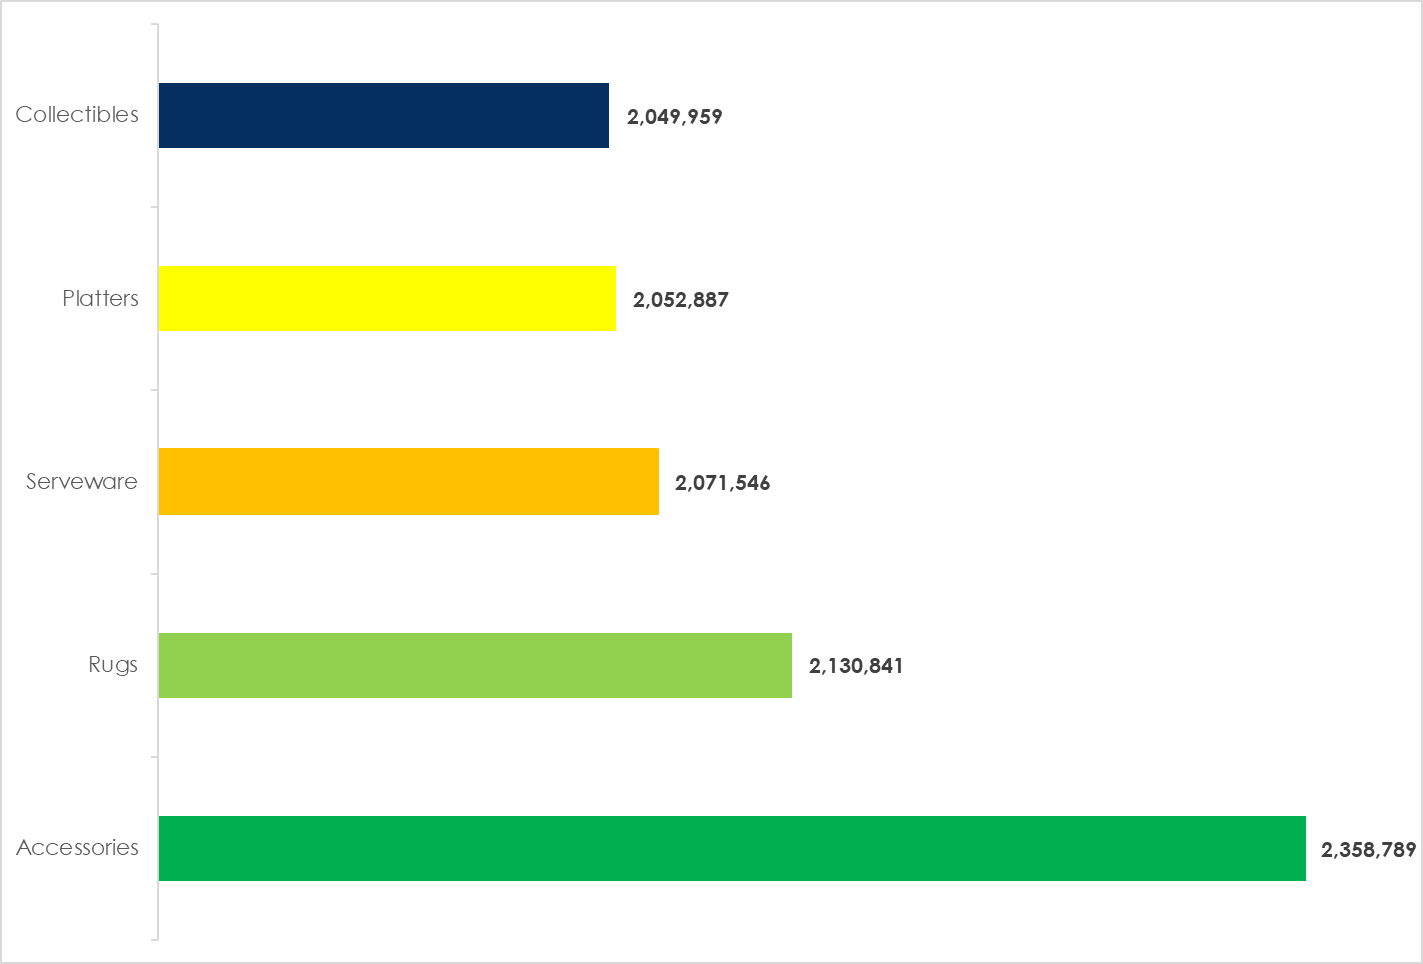 Collectibles 2,049,959
Platters 2,052,887
Serveware 2,071,546
Rugs 2,130,841
Accessories 2,358,789